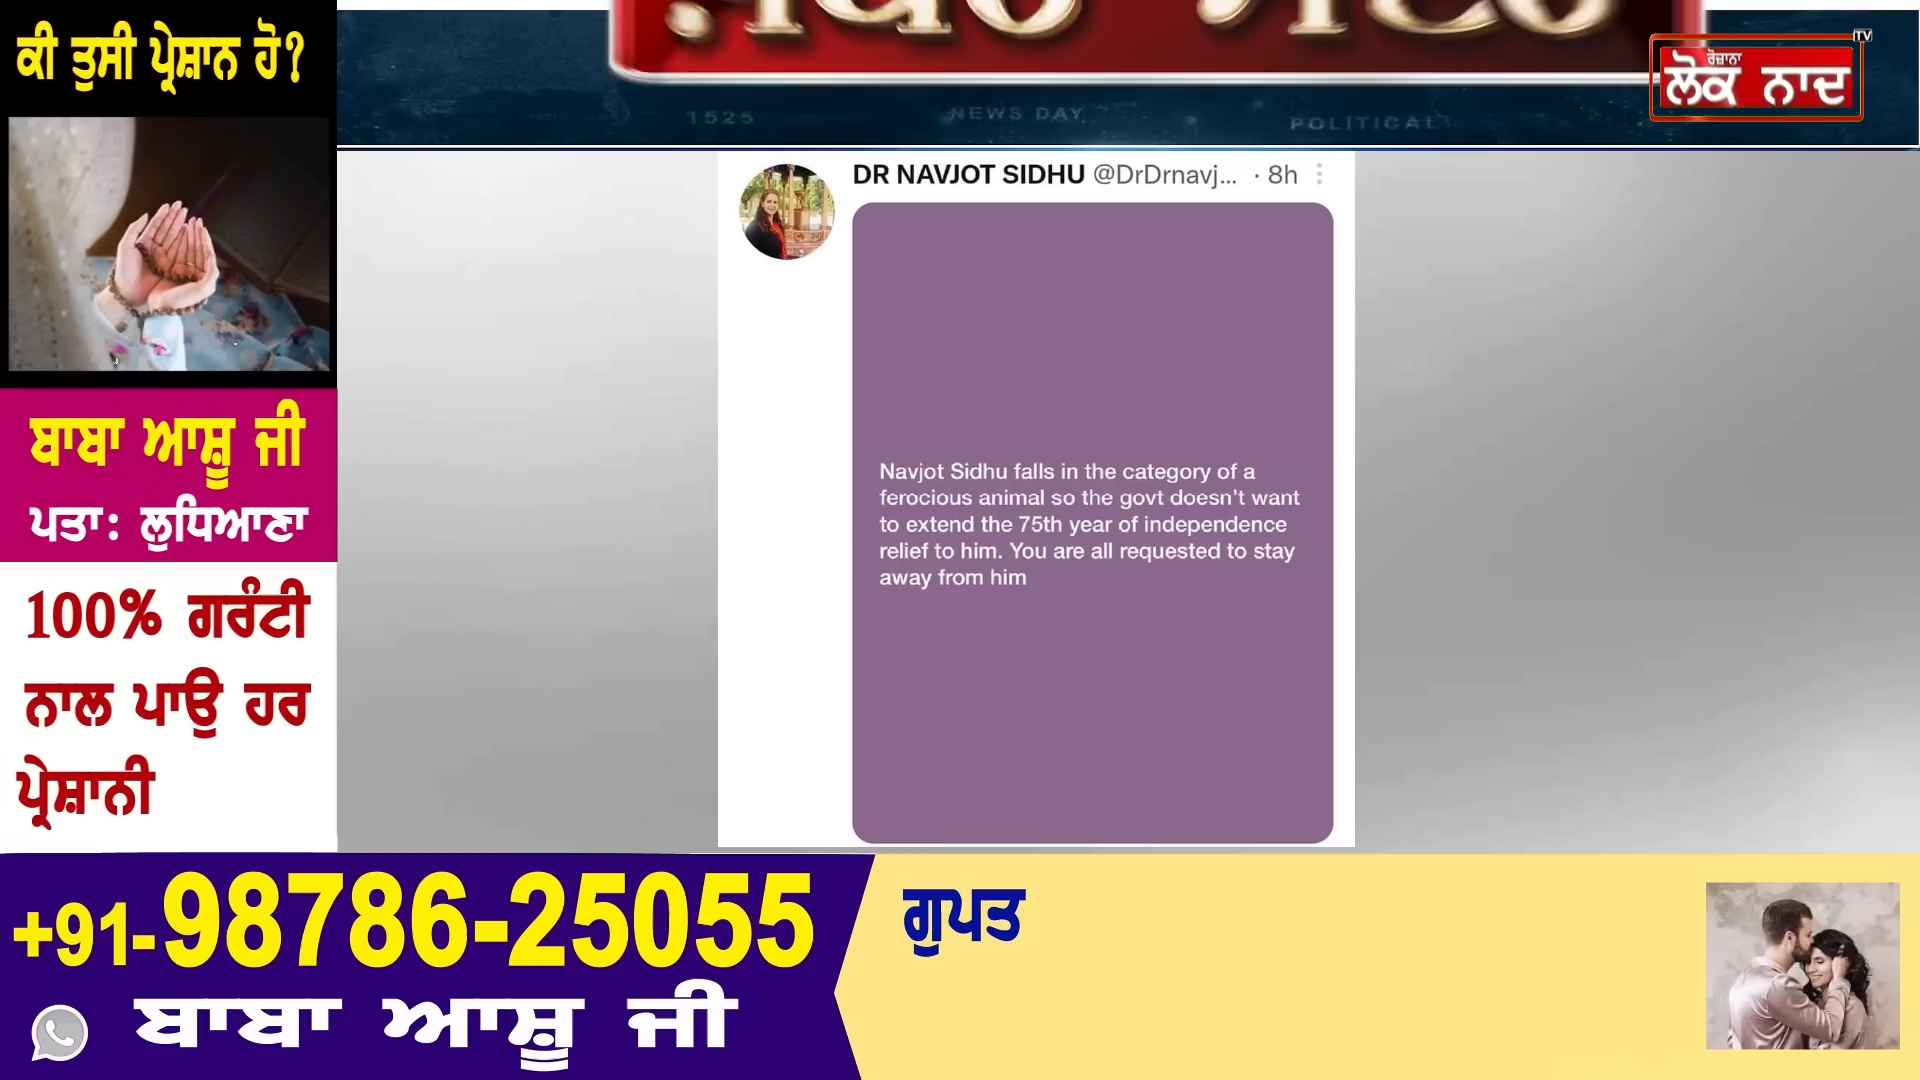 ਕੀ ਤੁਸੀ ਪ੍ਰੇਸ਼ਾਨ ਹੋ?
1525
NEWS DAY
POLITICAL
ਰੋਜ਼ਾਨਾ
TV
ਲੋਕ ਨਾਦ
DR NAVJOT SIDHU @DrDrnavj... · 8h
Navjot Sidhu falls in the category of a
ferocious animal so the govt doesn't want
to extend the 75th year of independence
relief to him. You are all requested to stay
away from him
ਬਾਬਾ ਆਸ਼ੂ ਜੀ
ਪਤਾ: ਲੁਧਿਆਣਾ
100% ਗਰੰਟੀ
ਨਾਲ ਪਾਉ ਹਰ
ਪ੍ਰੇਸ਼ਾਨੀ
+91-98786-25055
ਬਾਬਾ ਆਸ਼ੂ ਜੀ
ਗੁਪਤ